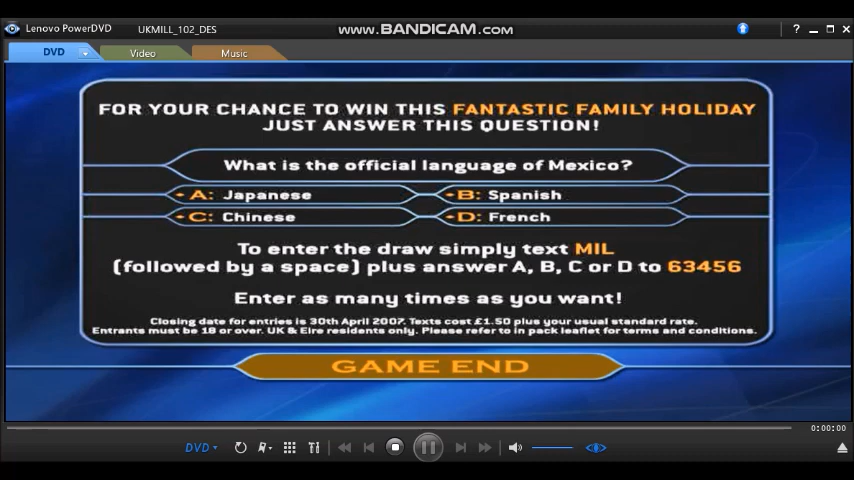 Lenovo PowerDVD
UKMILL_102_DES
www.BANDICAM.com
?
DVD
Video
Music
FOR YOUR CHANCE TO WIN THIS FANTASTIC FAMILY HOLIDAY
JUST ANSWER THIS QUESTION!
What is the official language of Mexico?
A: Japanese
B: Spanish
C: Chinese
D: French
To enter the draw simply text MIL
(followed by a space) plus answer A, B, C or D to 63456
Enter as many times as you want!
Closing date for entries is 30th April 2007. Texts cost £1.50 plus your usual standard rate.
Entrants must be 18 or over. UK & Eire residents only. Please refer to in pack leaflet for terms and conditions.
GAME END
0:00:00
DVD